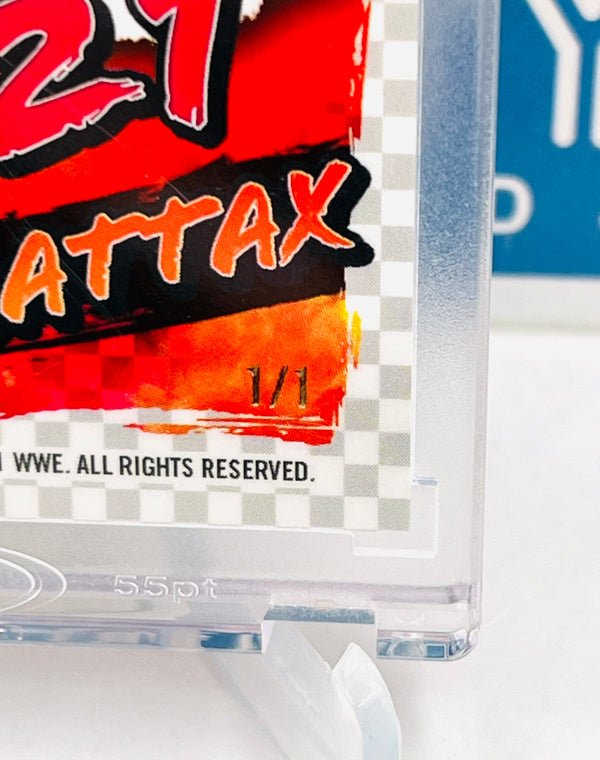 ATTAX
1/1
WWE. ALL RIGHTS RESERVED.
55pt